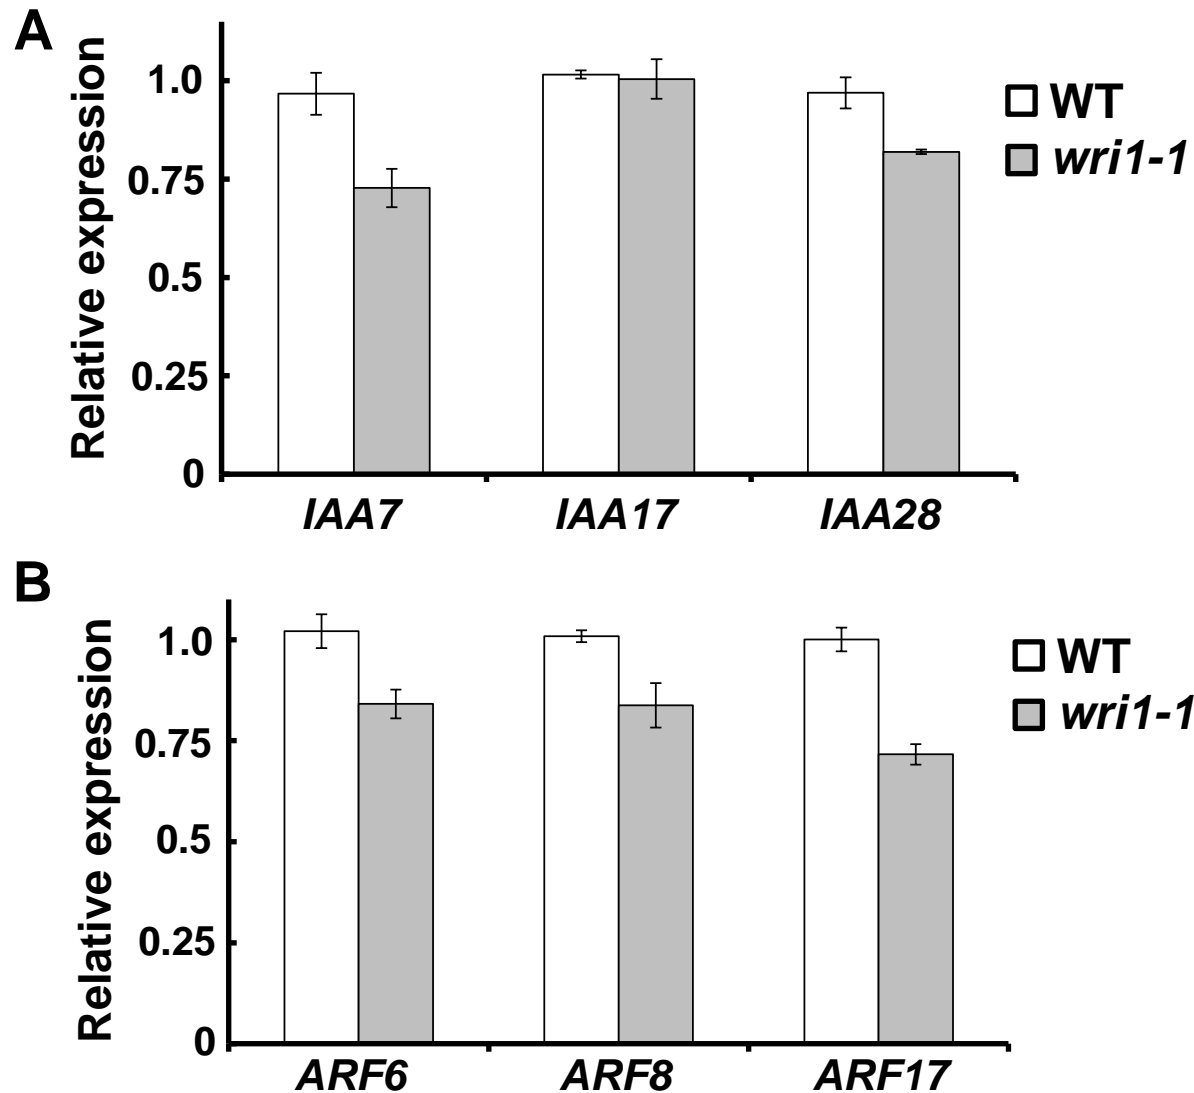 A
Relative expression
1.0
0.75
0.5
0.25
0
IAA7 IAA17 IAA28
WT
wri1-1
B
Relative expression
1.0
0.75
0.5
0.25
0
ARF6 ARF8 ARF17
WT
wri1-1